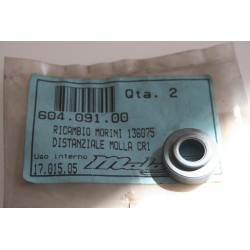 Qta. 2
604.091.00
RICAMBIO MORINI 136075
DISTANZIALE MOLLA CR1
Uso interno
17.015.05